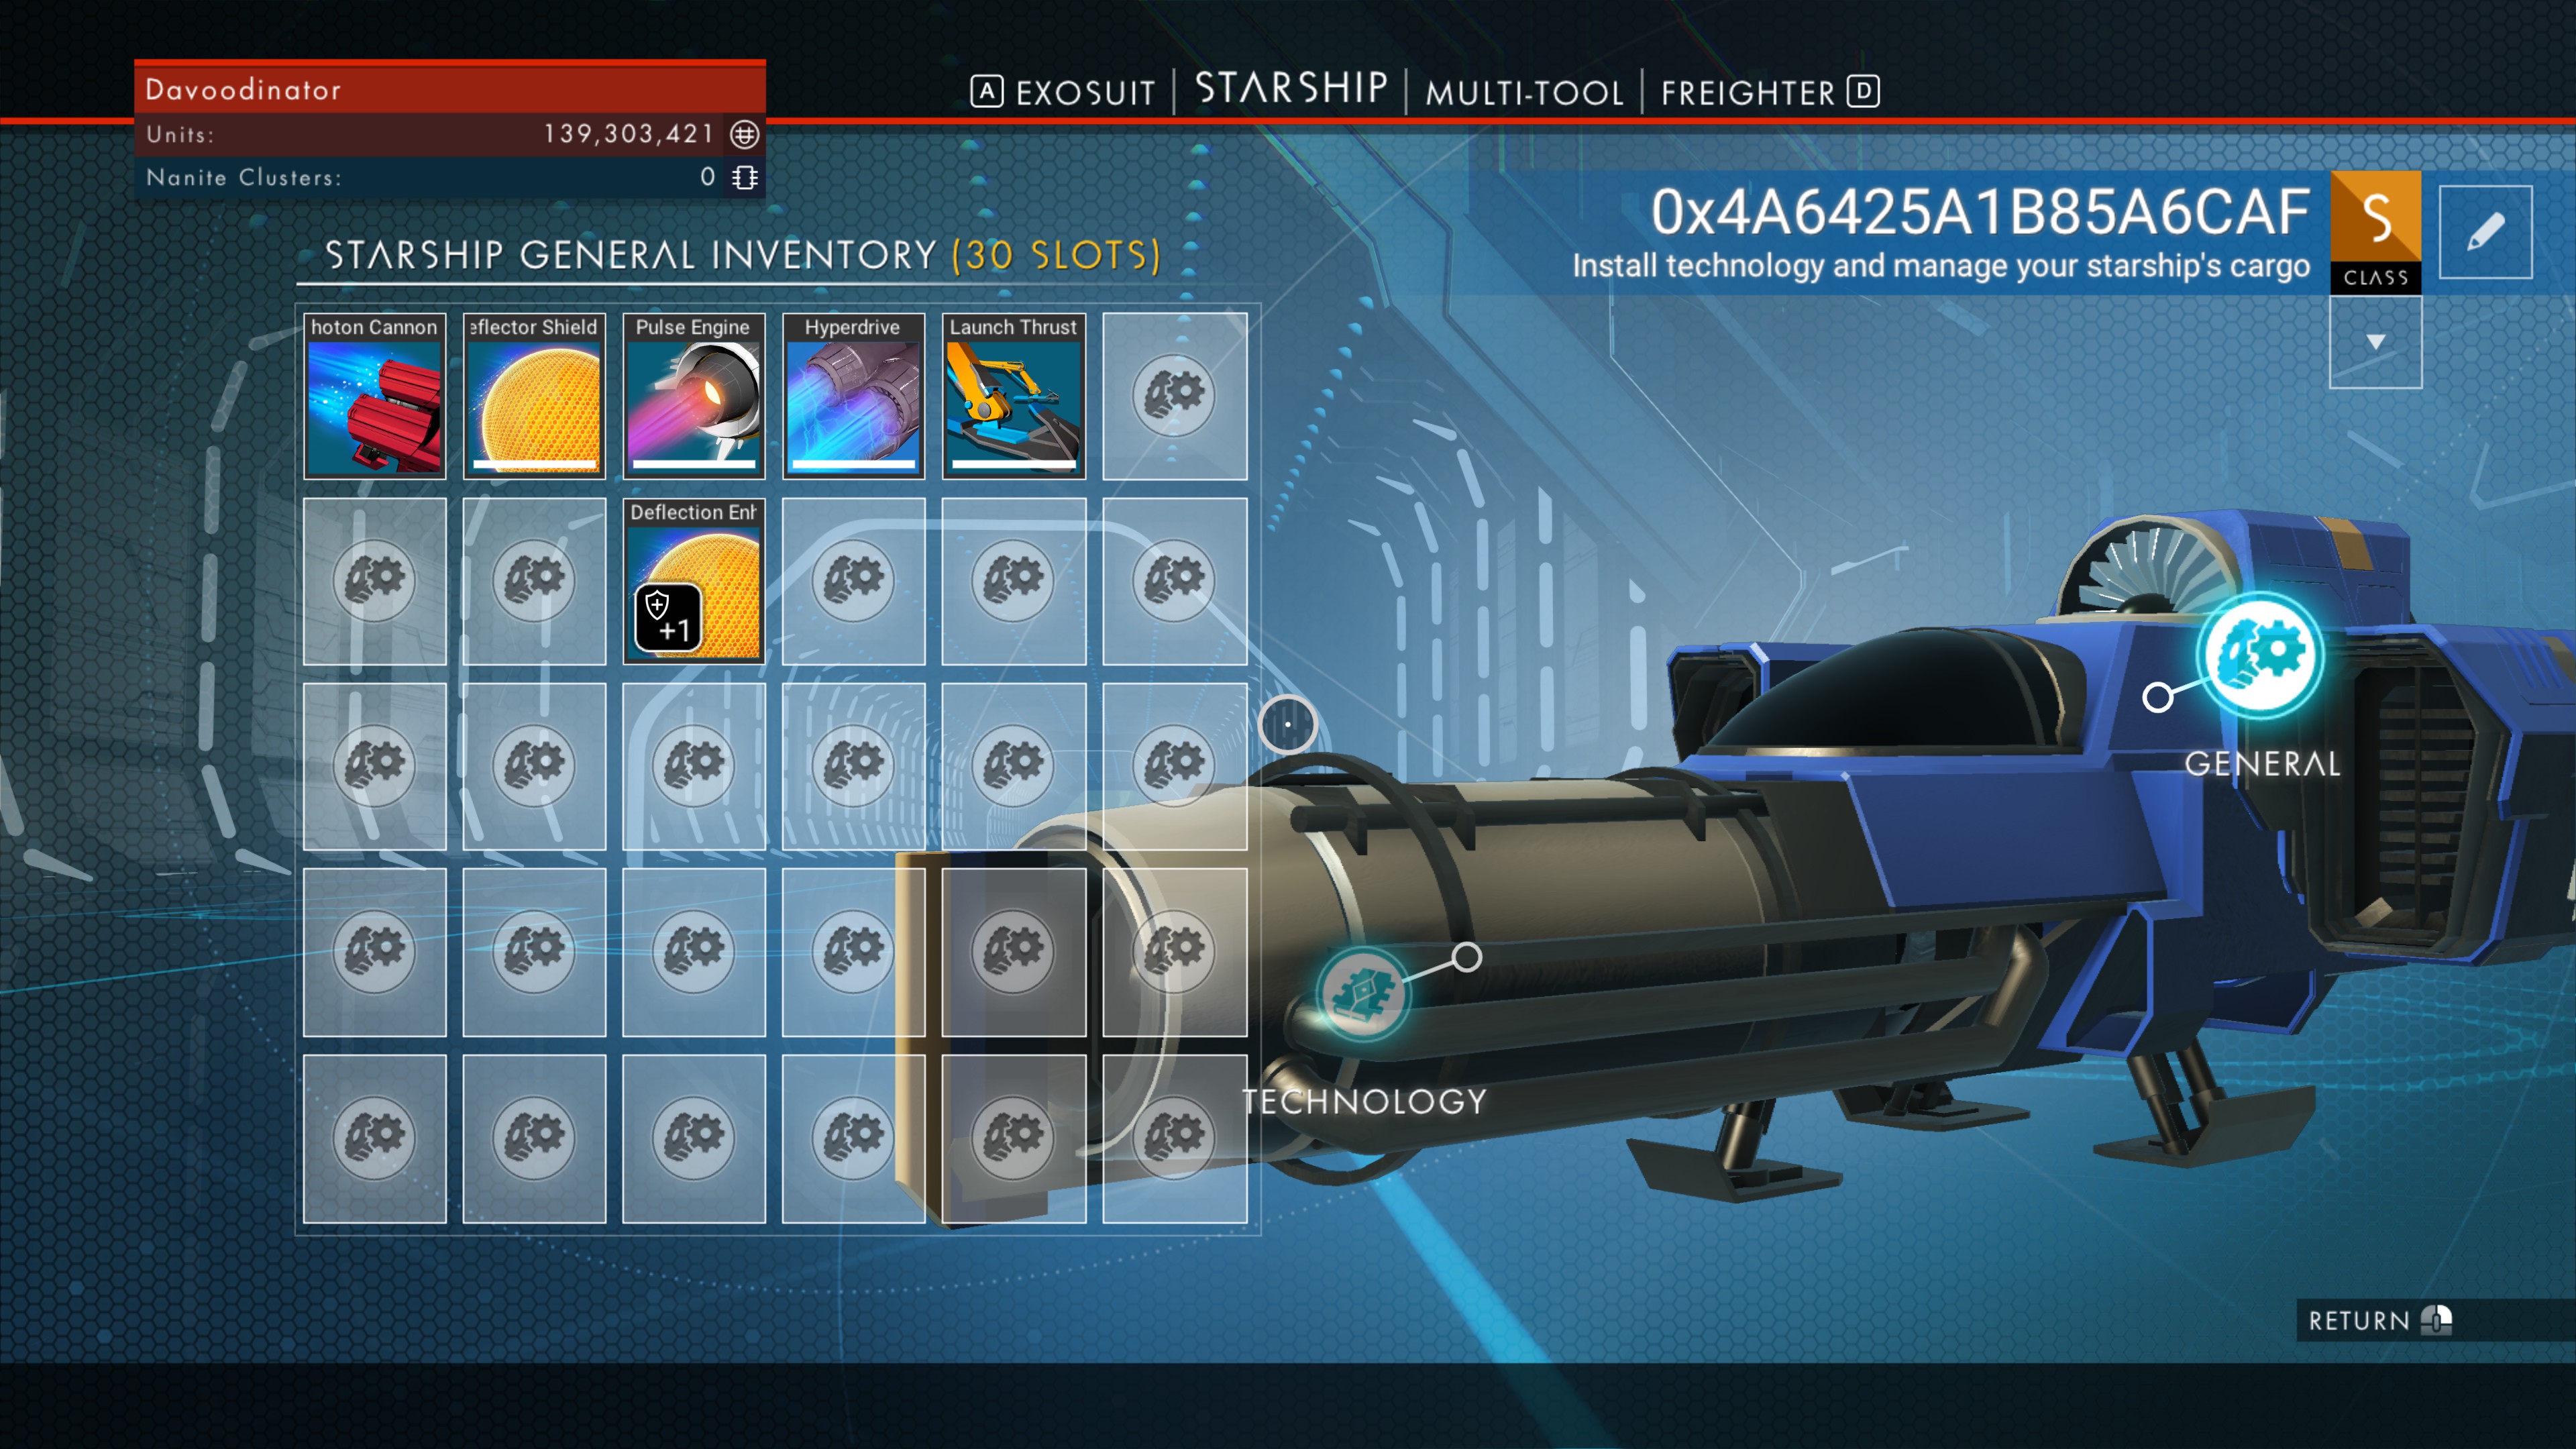 Davoodinator
Units: 139,303,421
Nanite Clusters: 0
A EXOSUIT STARSHIP MULTI-TOOL FREIGHTER D
0x4A6425A1B85A6CAF
Install technology and manage your starship's cargo
S
CLASS
STARSHIP GENERAL INVENTORY (30 SLOTS)
hoton Cannon eflector Shield Pulse Engine Hyperdrive Launch Thrust
Deflection Enh
+1
GENERAL
TECHNOLOGY
RETURN